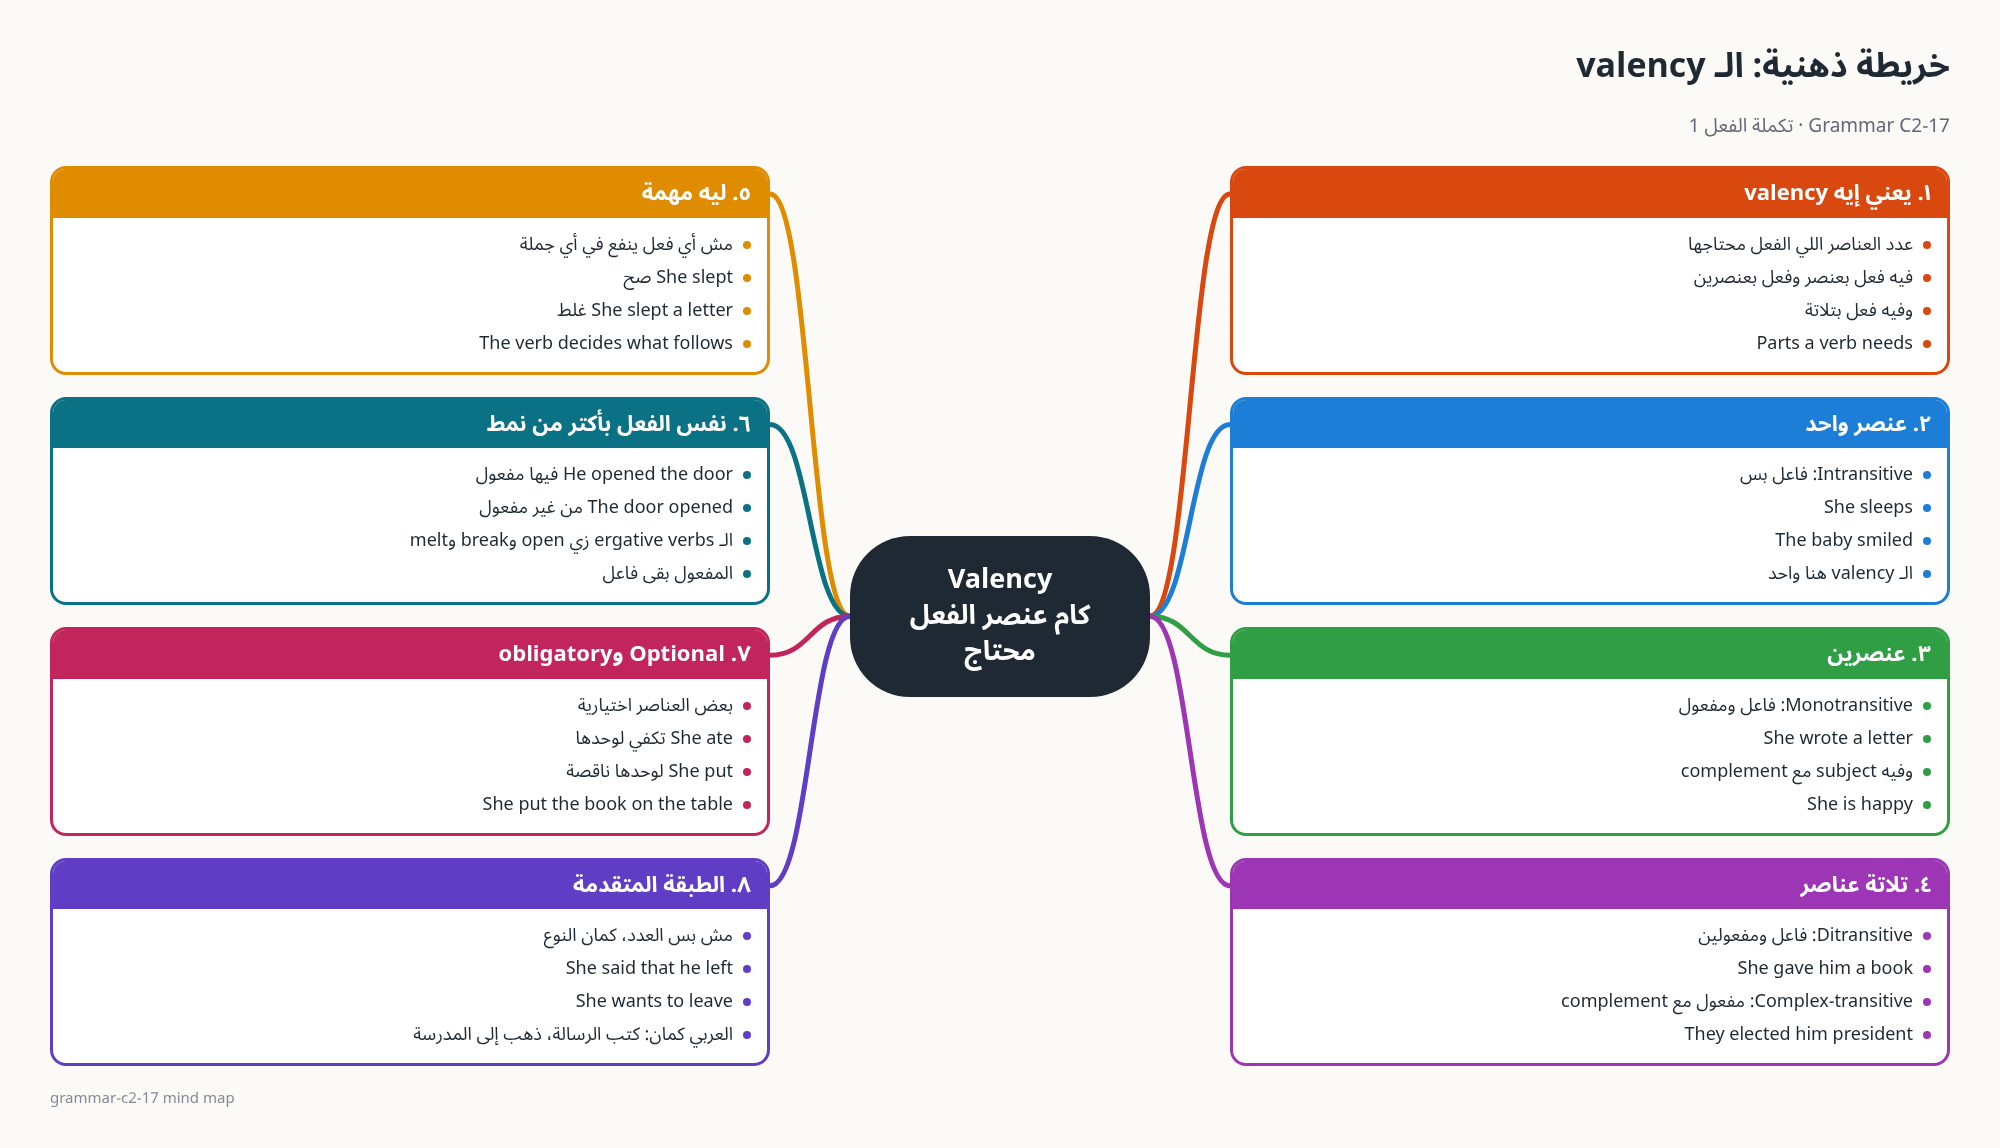 خريطة ذهنية: الـ valency
Grammar C2-17 · تكملة الفعل 1
١. يعني إيه valency
عدد العناصر اللي الفعل محتاجها
فيه فعل بعنصر وفعل بعنصرين
وفيه فعل بتلاتة
Parts a verb needs
٢. عنصر واحد
Intransitive: فاعل بس
She sleeps
The baby smiled
الـ valency هنا واحد
٣. عنصرين
Monotransitive: فاعل ومفعول
She wrote a letter
وفيه subject مع complement
She is happy
٤. تلاتة عناصر
Ditransitive: فاعل ومفعولين
She gave him a book
Complex-transitive: مفعول مع complement
They elected him president
Valency
كام عنصر الفعل
محتاج
٥. ليه مهمة
مش أي فعل ينفع في أي جملة
She slept صح
She slept a letter غلط
The verb decides what follows
٦. نفس الفعل بأكتر من نمط
He opened the door فيها مفعول
The door opened من غير مفعول
الـ ergative verbs زي open وbreak وmelt
المفعول بقى فاعل
٧. Optional وobligatory
بعض العناصر اختيارية
She ate تكفي لوحدها
She put لوحدها ناقصة
She put the book on the table
٨. الطبقة المتقدمة
مش بس العدد، كمان النوع
She said that he left
She wants to leave
العربي كمان: كتب الرسالة، ذهب إلى المدرسة
grammar-c2-17 mind map